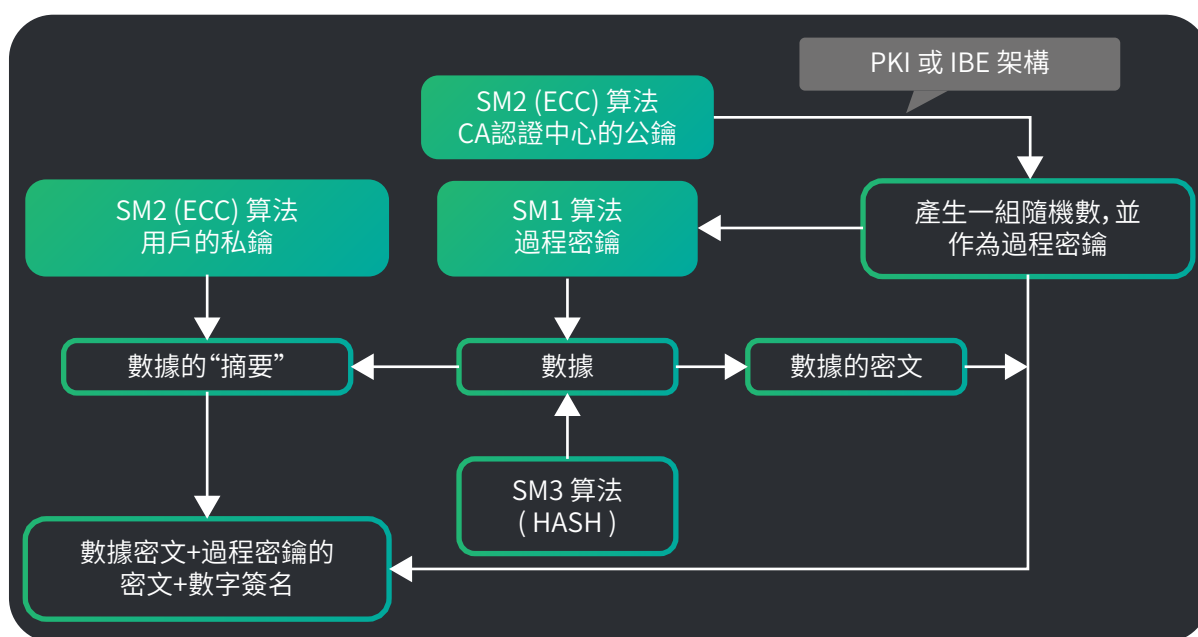 PKI 或 IBE 架構
SM2 (ECC) 算法
CA認證中心的公鑰
SM2 (ECC) 算法
用戶的私鑰
SM1 算法
過程密鑰
產生一組隨機數，並
作為過程密鑰
數據的“摘要”
數據
數據的密文
SM3 算法
( HASH )
數據密文+過程密鑰的
密文+數字簽名